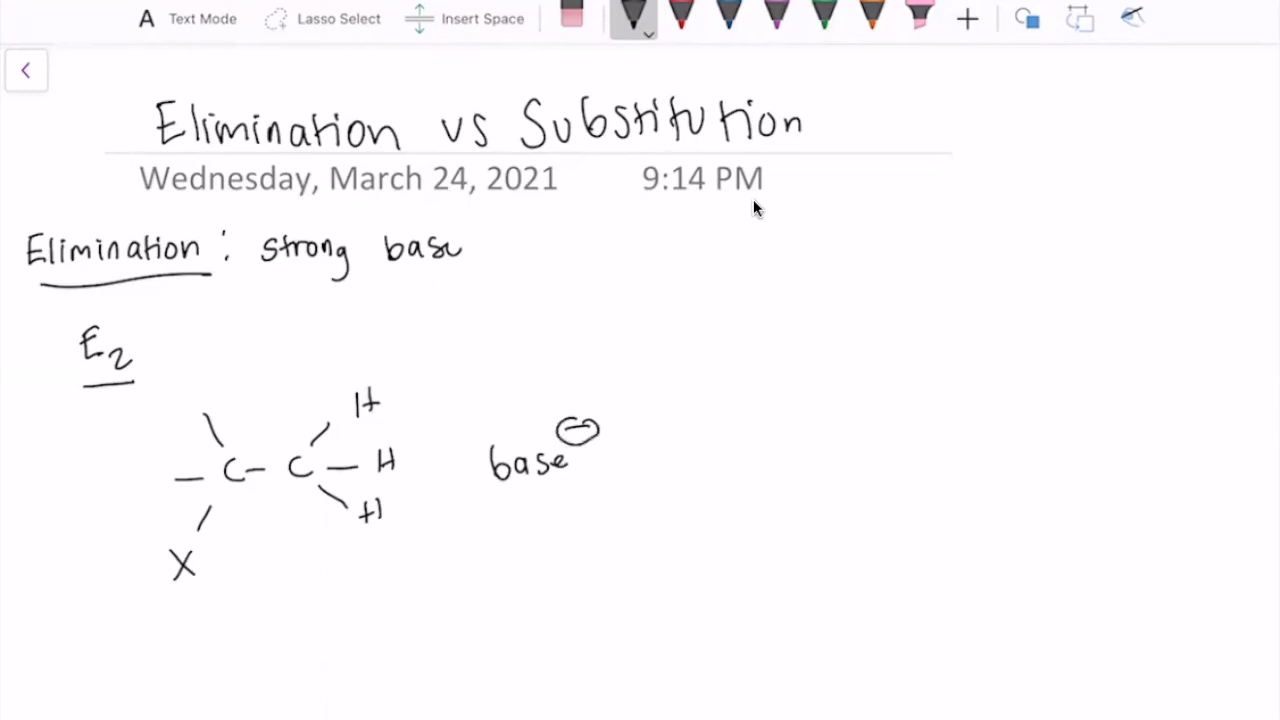 Text Mode Lasso Select Insert Space
Elimination vs Substitution
Wednesday, March 24, 2021 9:14 PM
Elimination: strong base
E2
H
C - C - H base⊖
H
X